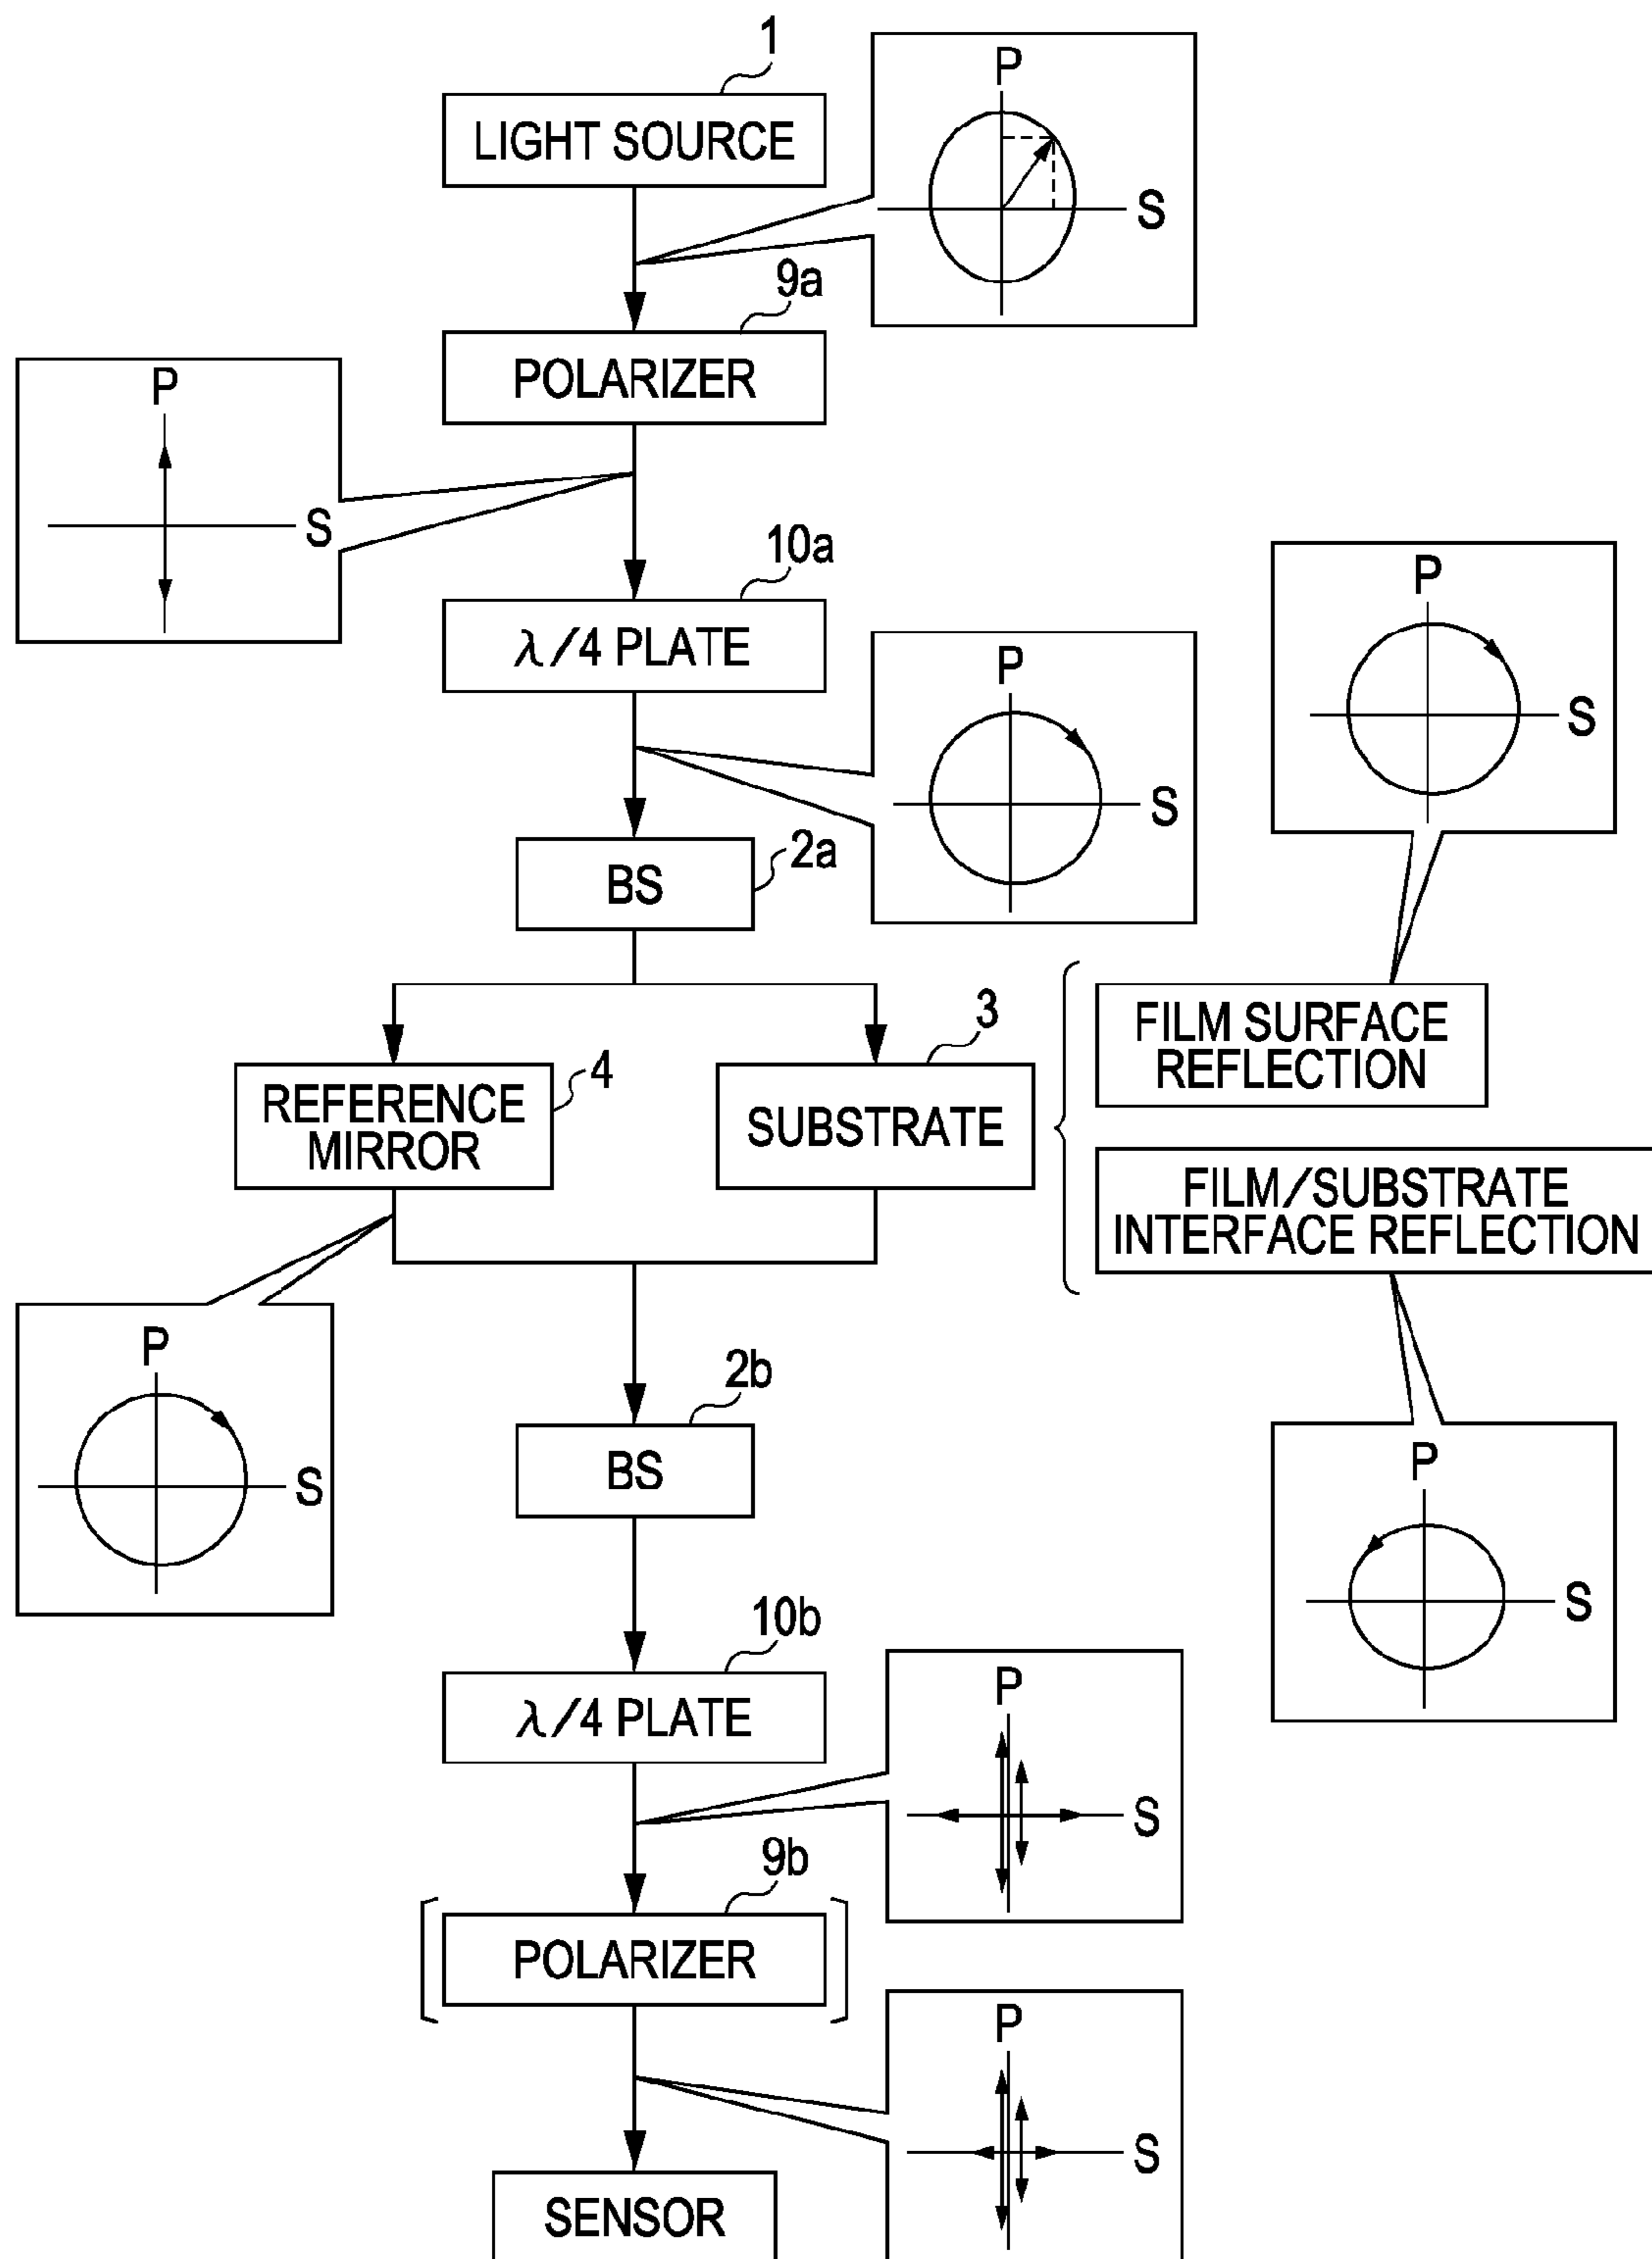 1
LIGHT SOURCE
P
S
9a
POLARIZER
P
S
10a
λ/4 PLATE
P
S
P
S
2a
BS
3
FILM SURFACE
REFLECTION
4
REFERENCE
MIRROR
SUBSTRATE
FILM/SUBSTRATE
INTERFACE REFLECTION
P
S
2b
BS
P
S
10b
λ/4 PLATE
P
S
9b
POLARIZER
P
S
SENSOR